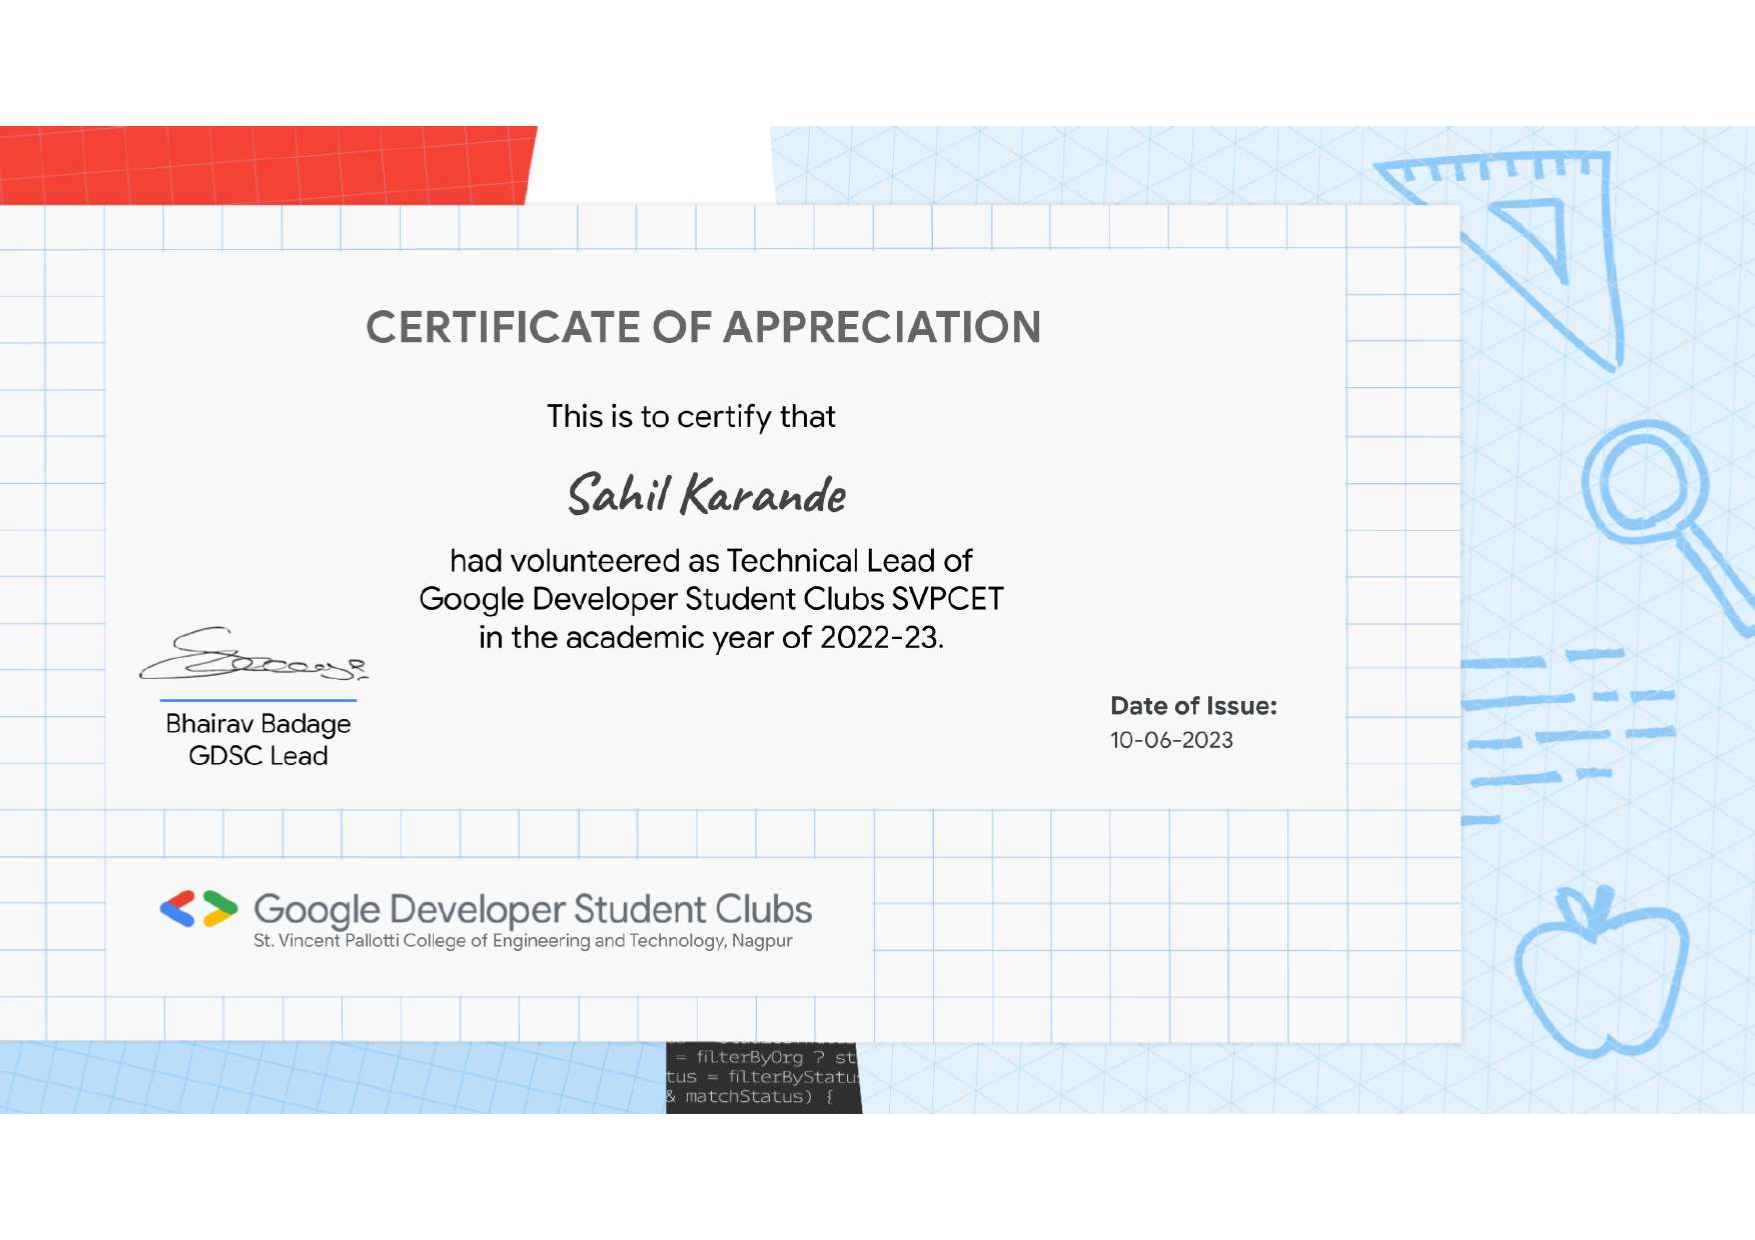 CERTIFICATE OF APPRECIATION
This is to certify that
Sahil Karande
had volunteered as Technical Lead of
Google Developer Student Clubs SVPCET
in the academic year of 2022-23.
Bhairav Badage
GDSC Lead
Date of Issue:
10-06-2023
Google Developer Student Clubs
St. Vincent Pallotti College of Engineering and Technology, Nagpur
= filterByOrg ? st
tus = filterByStatu
& matchStatus) {